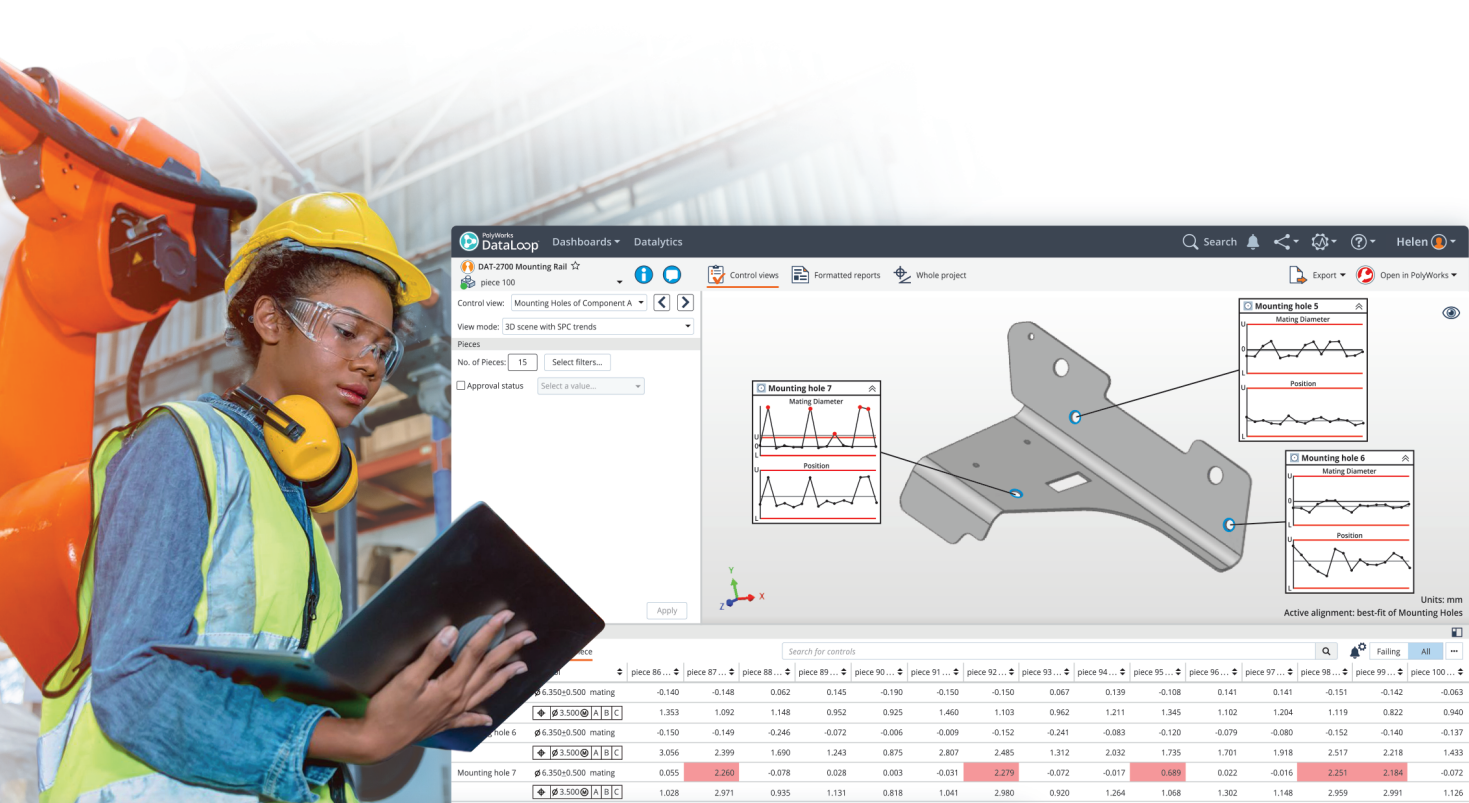 PolyWorks
DataLoop Dashboards Datalytics Search Helen
DAT-2700 Mounting Rail
piece 100
Control views Formatted reports Whole project Export Open in PolyWorks
Control view: Mounting Holes of Component A
View mode: 3D scene with SPC trends
Pieces
No. of Pieces: 15 Select filters...
Approval status Select a value...
Apply
Mounting hole 5
Mating Diameter
U
0
L
Position
U
L
Mounting hole 7
Mating Diameter
U
0
L
Position
U
L
Mounting hole 6
Mating Diameter
U
0
L
Position
U
L
Y
X
Z
Units: mm
Active alignment: best-fit of Mounting Holes
Search for controls Failing All
piece 86... piece 87... piece 88... piece 89... piece 90... piece 91... piece 92... piece 93... piece 94... piece 95... piece 96... piece 97... piece 98... piece 99... piece 100...
ø6.350±0.500 mating -0.140 -0.148 0.062 0.145 -0.190 -0.150 -0.150 0.067 0.139 -0.108 0.141 0.141 -0.151 -0.142 -0.063
⌖ ø3.500Ⓜ A B C 1.353 1.092 1.148 0.952 0.925 1.460 1.103 0.962 1.211 1.345 1.102 1.204 1.119 0.822 0.940
hole 6 ø6.350±0.500 mating -0.150 -0.149 -0.246 -0.072 -0.006 -0.009 -0.152 -0.241 -0.083 -0.120 -0.079 -0.080 -0.152 -0.140 -0.137
⌖ ø3.500Ⓜ A B C 3.056 2.399 1.690 1.243 0.875 2.807 2.485 1.312 2.032 1.735 1.701 1.918 2.517 2.218 1.433
Mounting hole 7 ø6.350±0.500 mating 0.055 2.260 -0.078 0.028 0.003 -0.031 2.279 -0.072 -0.017 0.689 0.022 -0.016 2.251 2.184 -0.072
⌖ ø3.500Ⓜ A B C 1.028 2.971 0.935 1.131 0.818 1.041 2.980 0.920 1.264 1.068 1.302 1.148 2.959 2.991 1.126